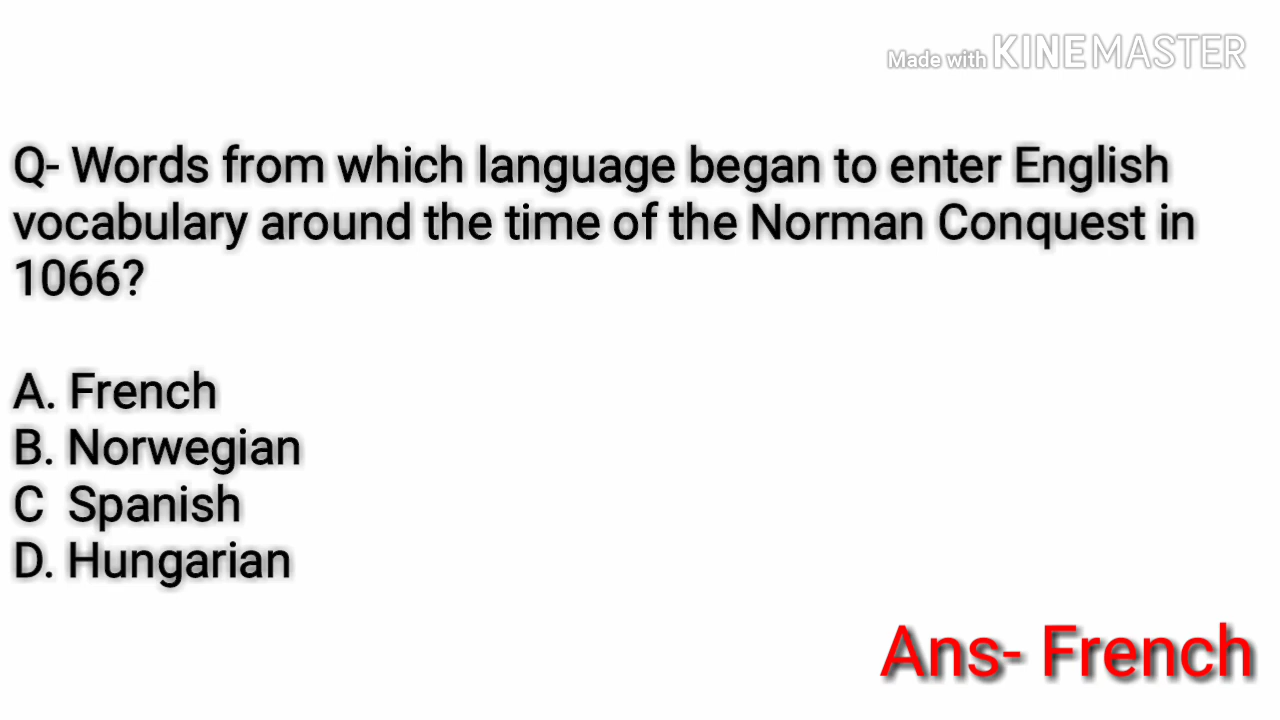 Made with KINEMASTER
Q- Words from which language began to enter English
vocabulary around the time of the Norman Conquest in
1066?
A. French
B. Norwegian
C  Spanish
D. Hungarian
Ans- French